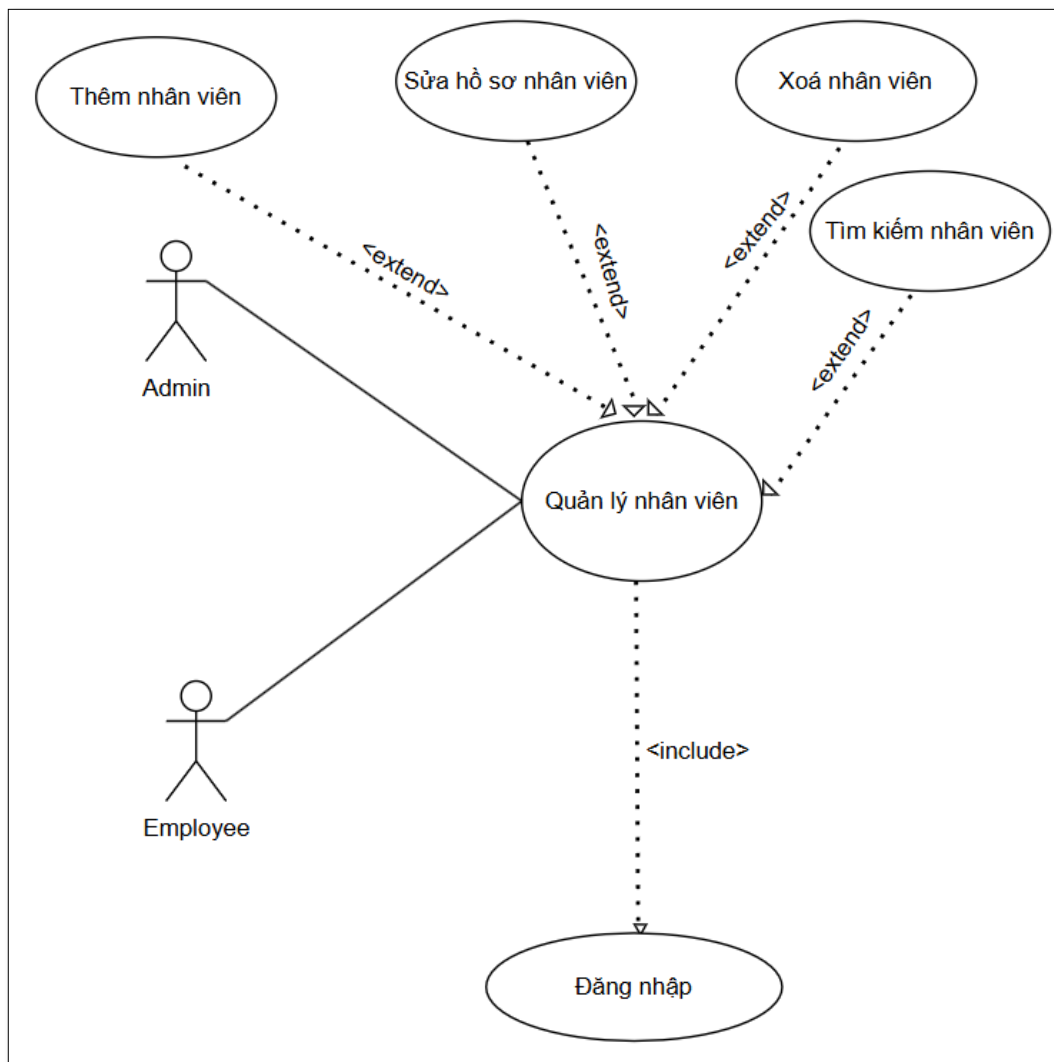 Thêm nhân viên
Sửa hồ sơ nhân viên
Xoá nhân viên
Tìm kiếm nhân viên
<extend>
<extend>
<extend>
<extend>
Admin
Quản lý nhân viên
Employee
<include>
Đăng nhập